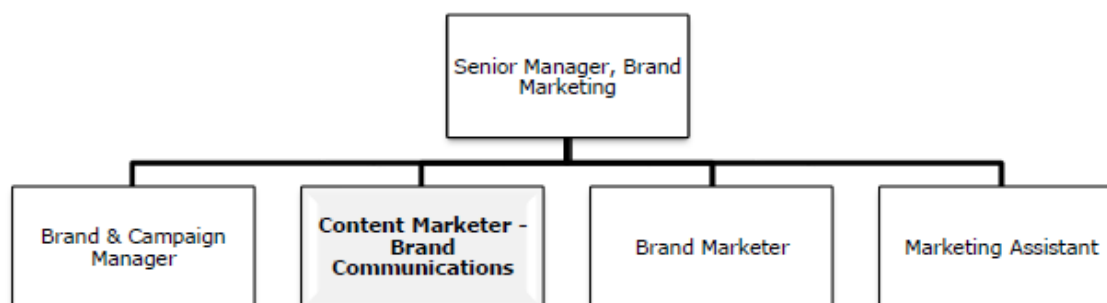 Senior Manager, Brand
Marketing
Brand & Campaign
Manager
Content Marketer -
Brand
Communications
Brand Marketer
Marketing Assistant